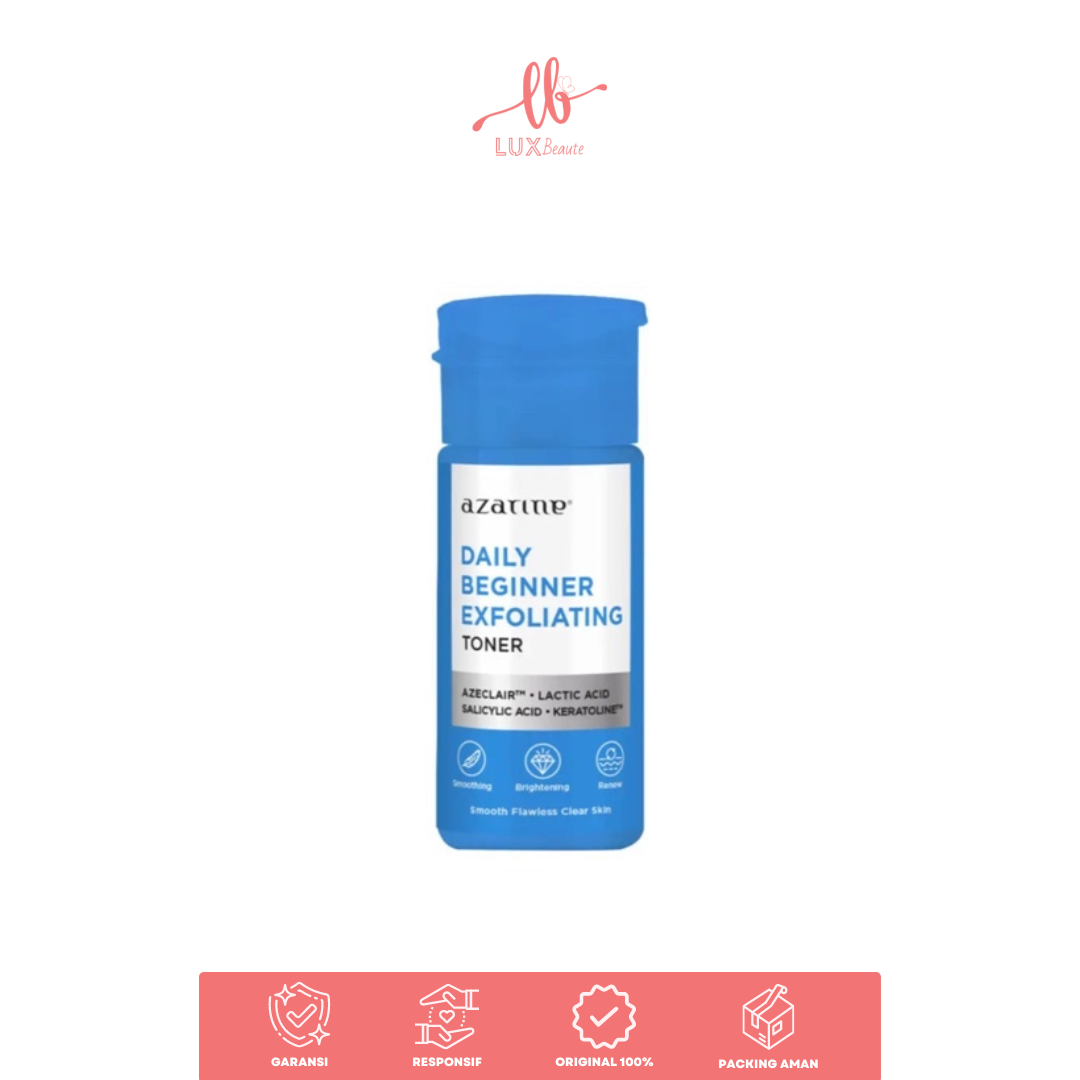 lb
LUX Beaute
azarine®
DAILY
BEGINNER
EXFOLIATING
TONER
AZECLAIR™ • LACTIC ACID
SALICYLIC ACID • KERATOLINE™
Smoothing
Brightening
Renew
Smooth Flawless Clear Skin
GARANSI
RESPONSIF
ORIGINAL 100%
PACKING AMAN